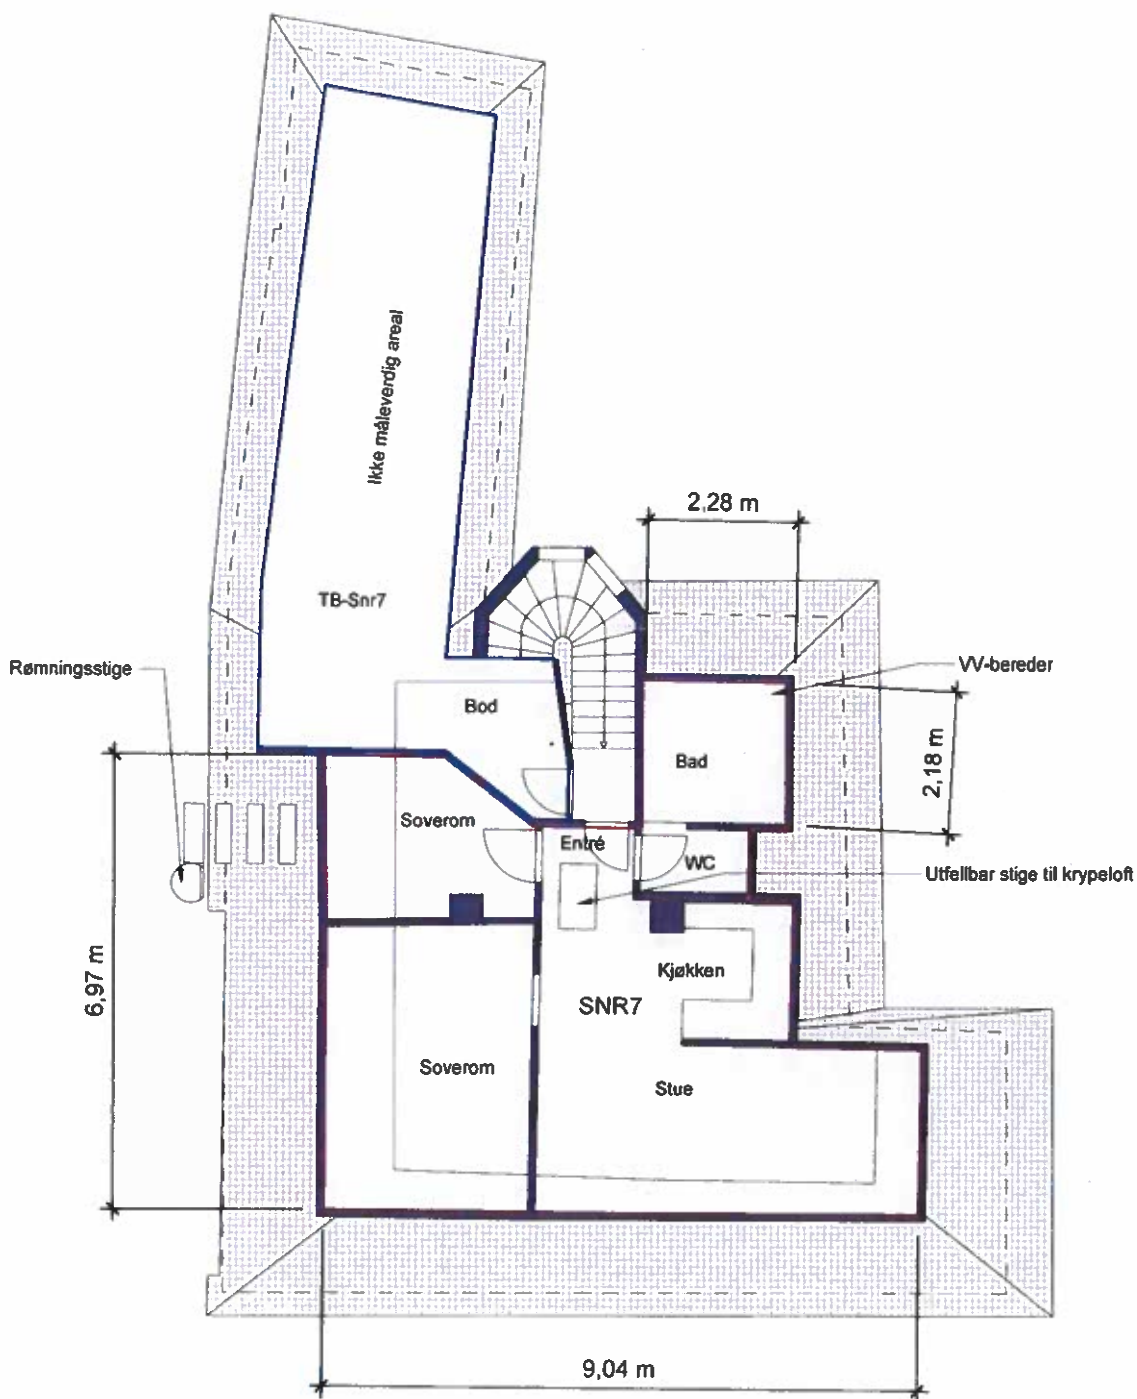 Ikke måleverdig areal
2,28 m
TB-Snr7
Rømningsstige
VV-bereder
Bod
Bad
2,18 m
Soverom
Entré
WC
Utfellbar stige til krypeloft
Kjøkken
6,97 m
SNR7
Soverom
Stue
9,04 m